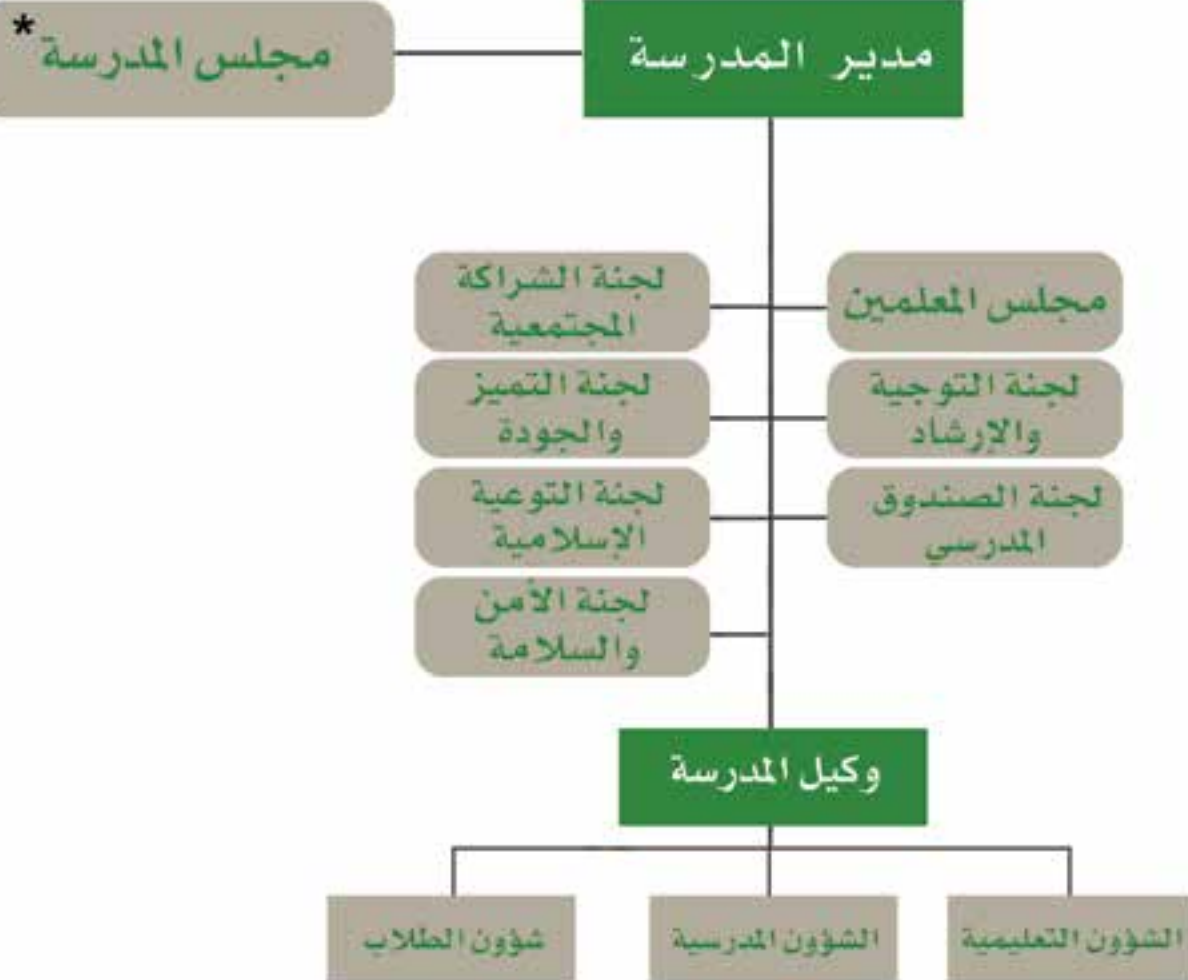 مدير المدرسة
مجلس المدرسة*
مجلس المعلمين
لجنة الشراكة
المجتمعية
لجنة التوجية
والإرشاد
لجنة التميز
والجودة
لجنة الصندوق
المدرسي
لجنة التوعية
الإسلامية
لجنة الأمن
والسلامة
وكيل المدرسة
الشؤون التعليمية
الشؤون المدرسية
شؤون الطلاب